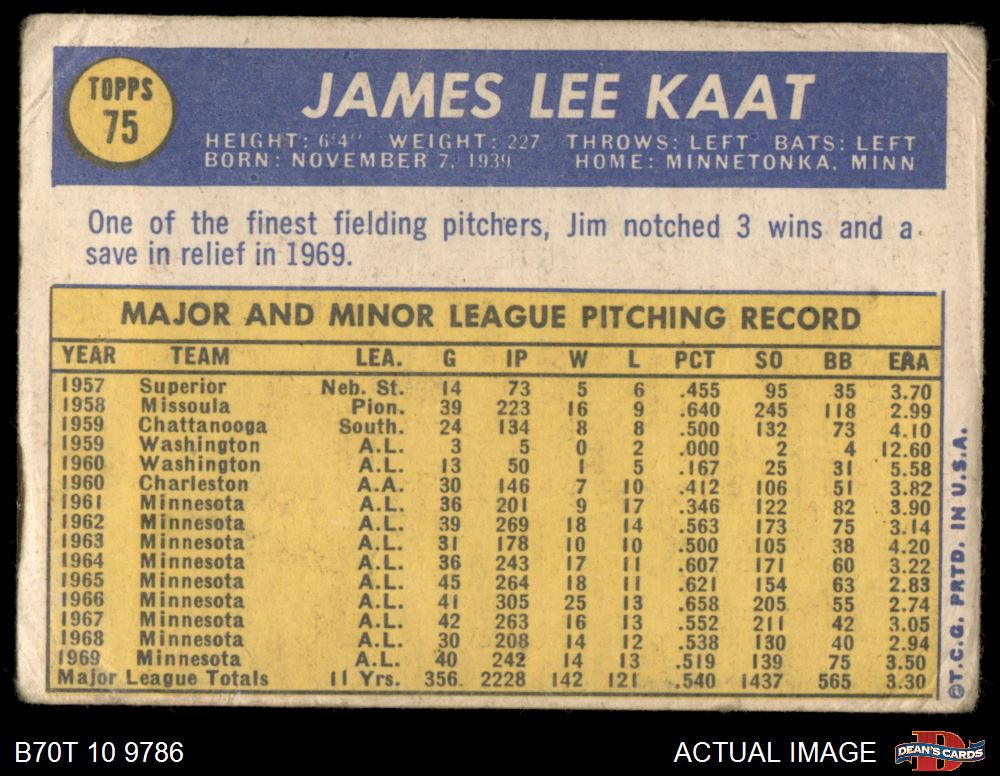 TOPPS
75
JAMES LEE KAAT
HEIGHT: 6'4" WEIGHT: 227 THROWS: LEFT BATS: LEFT
BORN: NOVEMBER 7, 1939 HOME: MINNETONKA, MINN
One of the finest fielding pitchers, Jim notched 3 wins and a
save in relief in 1969.
MAJOR AND MINOR LEAGUE PITCHING RECORD
YEAR TEAM LEA. G IP W L PCT SO BB ERA
1957 Superior Neb. St. 14 73 5 6 .455 95 35 3.70
1958 Missoula Pion. 39 223 16 9 .640 245 118 2.99
1959 Chattanooga South. 24 134 8 8 .500 132 73 4.10
1959 Washington A.L. 3 5 0 2 .000 2 4 12.60
1960 Washington A.L. 13 50 1 5 .167 25 31 5.58
1960 Charleston A.A. 30 146 7 10 .412 106 51 3.82
1961 Minnesota A.L. 36 201 9 17 .346 122 82 3.90
1962 Minnesota A.L. 39 269 18 14 .563 173 75 3.14
1963 Minnesota A.L. 31 178 10 10 .500 105 38 4.20
1964 Minnesota A.L. 36 243 17 11 .607 171 60 3.22
1965 Minnesota A.L. 45 264 18 11 .621 154 63 2.83
1966 Minnesota A.L. 41 305 25 13 .658 205 55 2.74
1967 Minnesota A.L. 42 263 16 13 .552 211 42 3.05
1968 Minnesota A.L. 30 208 14 12 .538 130 40 2.94
1969 Minnesota A.L. 40 242 14 13 .519 139 75 3.50
Major League Totals 11 Yrs. 356 2228 142 121 .540 1437 565 3.30
©T.C.G. PRTD. IN U.S.A.
B70T 10 9786
ACTUAL IMAGE
DEAN'S CARDS